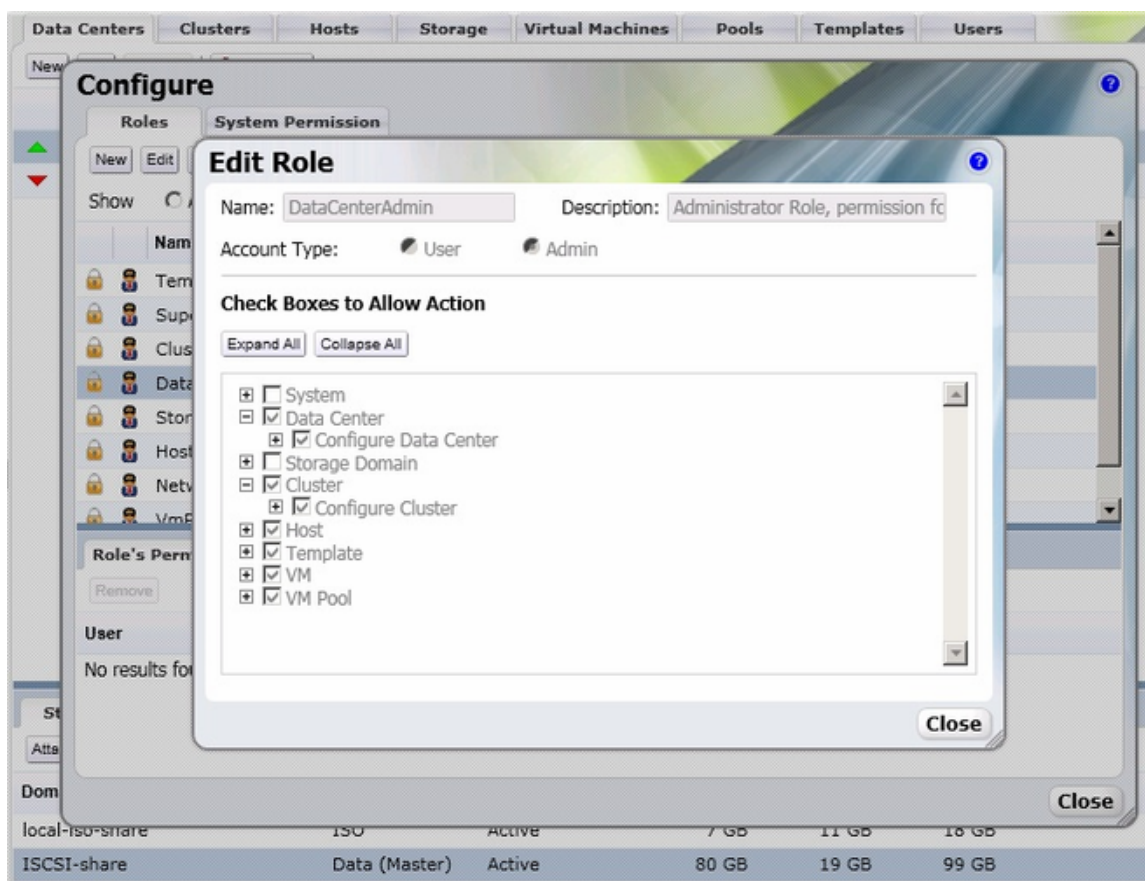 Data Centers Clusters Hosts Storage Virtual Machines Pools Templates Users
New
Configure
Roles System Permission
New Edit
Edit Role
Show
Name: DataCenterAdmin Description: Administrator Role, permission fo
Account Type: User Admin
Nam
Tem
Sup
Clus
Data
Stor
Host
Netv
VmP
Check Boxes to Allow Action
Expand All Collapse All
System
Data Center
Configure Data Center
Storage Domain
Cluster
Configure Cluster
Host
Template
VM
VM Pool
Role's Perm
Remove
User
No results fou
Close
St
Atta
Dom
Close
local-iso-share ISO Active 7 GB 11 GB 18 GB
ISCSI-share Data (Master) Active 80 GB 19 GB 99 GB